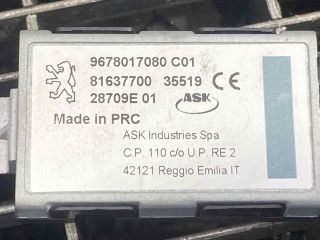 9678017080 C01
81637700 35519 CE
28709E 01 ASK
Made in PRC
ASK Industries Spa
C.P. 110 c/o U.P. RE 2
42121 Reggio Emilia IT